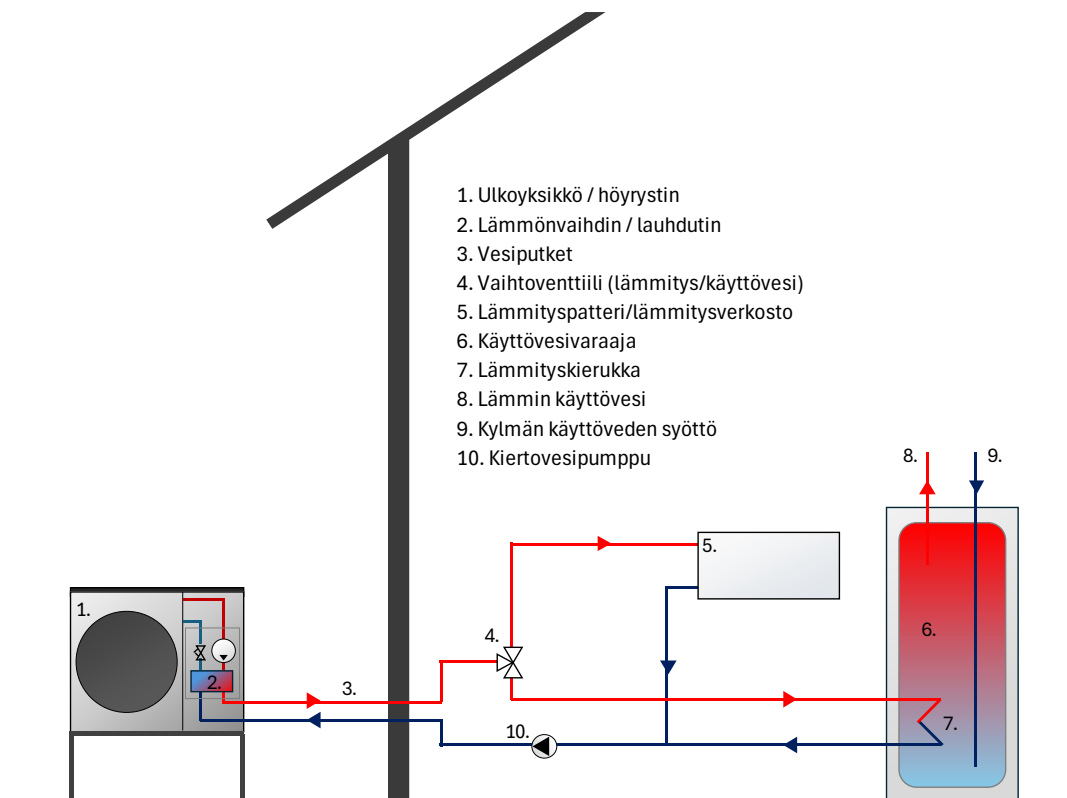 1. Ulkoyksikkö / höyrystin
2. Lämmönvaihdin / lauhdutin
3. Vesiputket
4. Vaihtoventtiili (lämmitys/käyttövesi)
5. Lämmityspatteri/lämmitysverkosto
6. Käyttövesivaraaja
7. Lämmityskierukka
8. Lämmin käyttövesi
9. Kylmän käyttöveden syöttö
10. Kiertovesipumppu
8.
9.
5.
1.
6.
4.
2.
3.
7.
10.